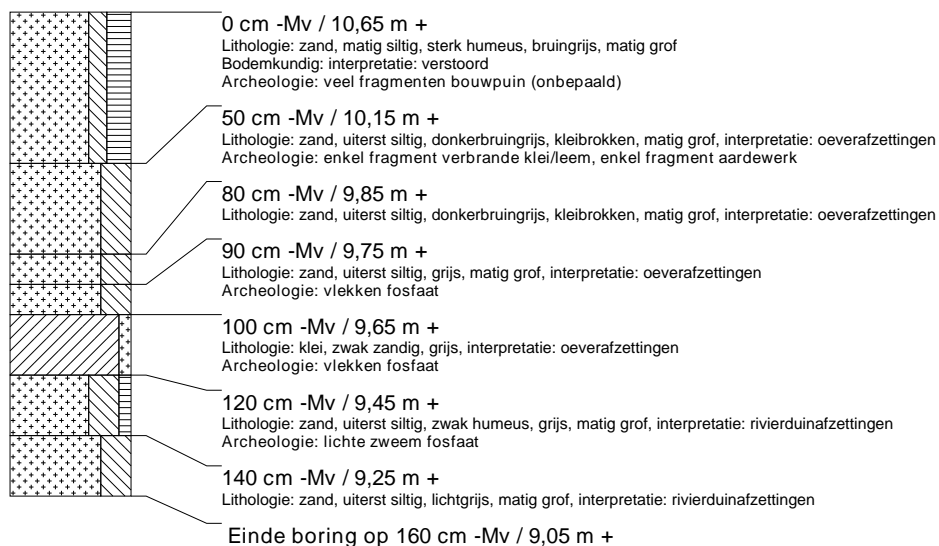 0 cm -Mv / 10,65 m +
Lithologie: zand, matig siltig, sterk humeus, bruingrijs, matig grof
Bodemkundig: interpretatie: verstoord
Archeologie: veel fragmenten bouwpuin (onbepaald)
50 cm -Mv / 10,15 m +
Lithologie: zand, uiterst siltig, donkerbruingrijs, kleibrokken, matig grof, interpretatie: oeverafzettingen
Archeologie: enkel fragment verbrande klei/leem, enkel fragment aardewerk
80 cm -Mv / 9,85 m +
Lithologie: zand, uiterst siltig, donkerbruingrijs, kleibrokken, matig grof, interpretatie: oeverafzettingen
90 cm -Mv / 9,75 m +
Lithologie: zand, uiterst siltig, grijs, matig grof, interpretatie: oeverafzettingen
Archeologie: vlekken fosfaat
100 cm -Mv / 9,65 m +
Lithologie: klei, zwak zandig, grijs, interpretatie: oeverafzettingen
Archeologie: vlekken fosfaat
120 cm -Mv / 9,45 m +
Lithologie: zand, uiterst siltig, zwak humeus, grijs, matig grof, interpretatie: rivierduinafzettingen
Archeologie: lichte zweem fosfaat
140 cm -Mv / 9,25 m +
Lithologie: zand, uiterst siltig, lichtgrijs, matig grof, interpretatie: rivierduinafzettingen
Einde boring op 160 cm -Mv / 9,05 m +